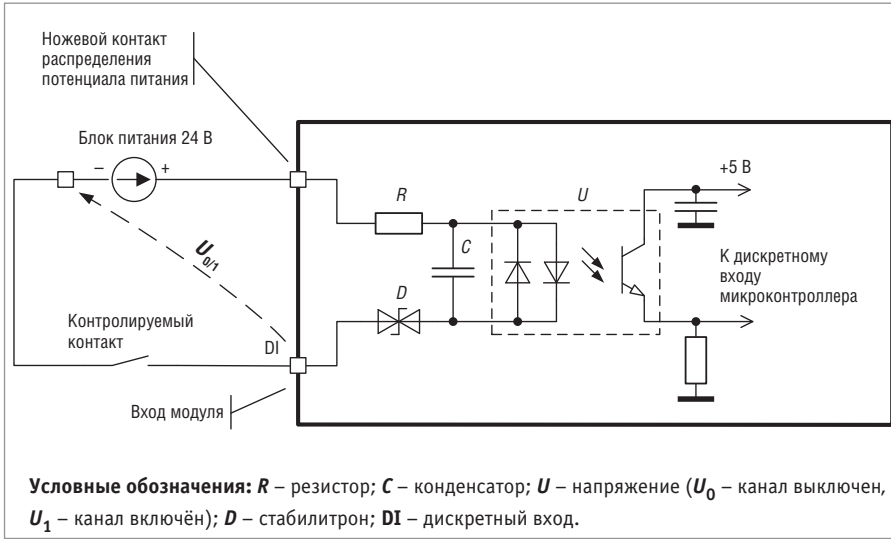 Ножевой контакт
распределения
потенциала питания
Блок питания 24 В
– +
U0/1
Контролируемый
контакт
DI
Вход модуля
R
C
D
U
+5 В
К дискретному
входу
микроконтроллера
Условные обозначения: R – резистор; C – конденсатор; U – напряжение (U0 – канал выключен,
U1 – канал включён); D – стабилитрон; DI – дискретный вход.